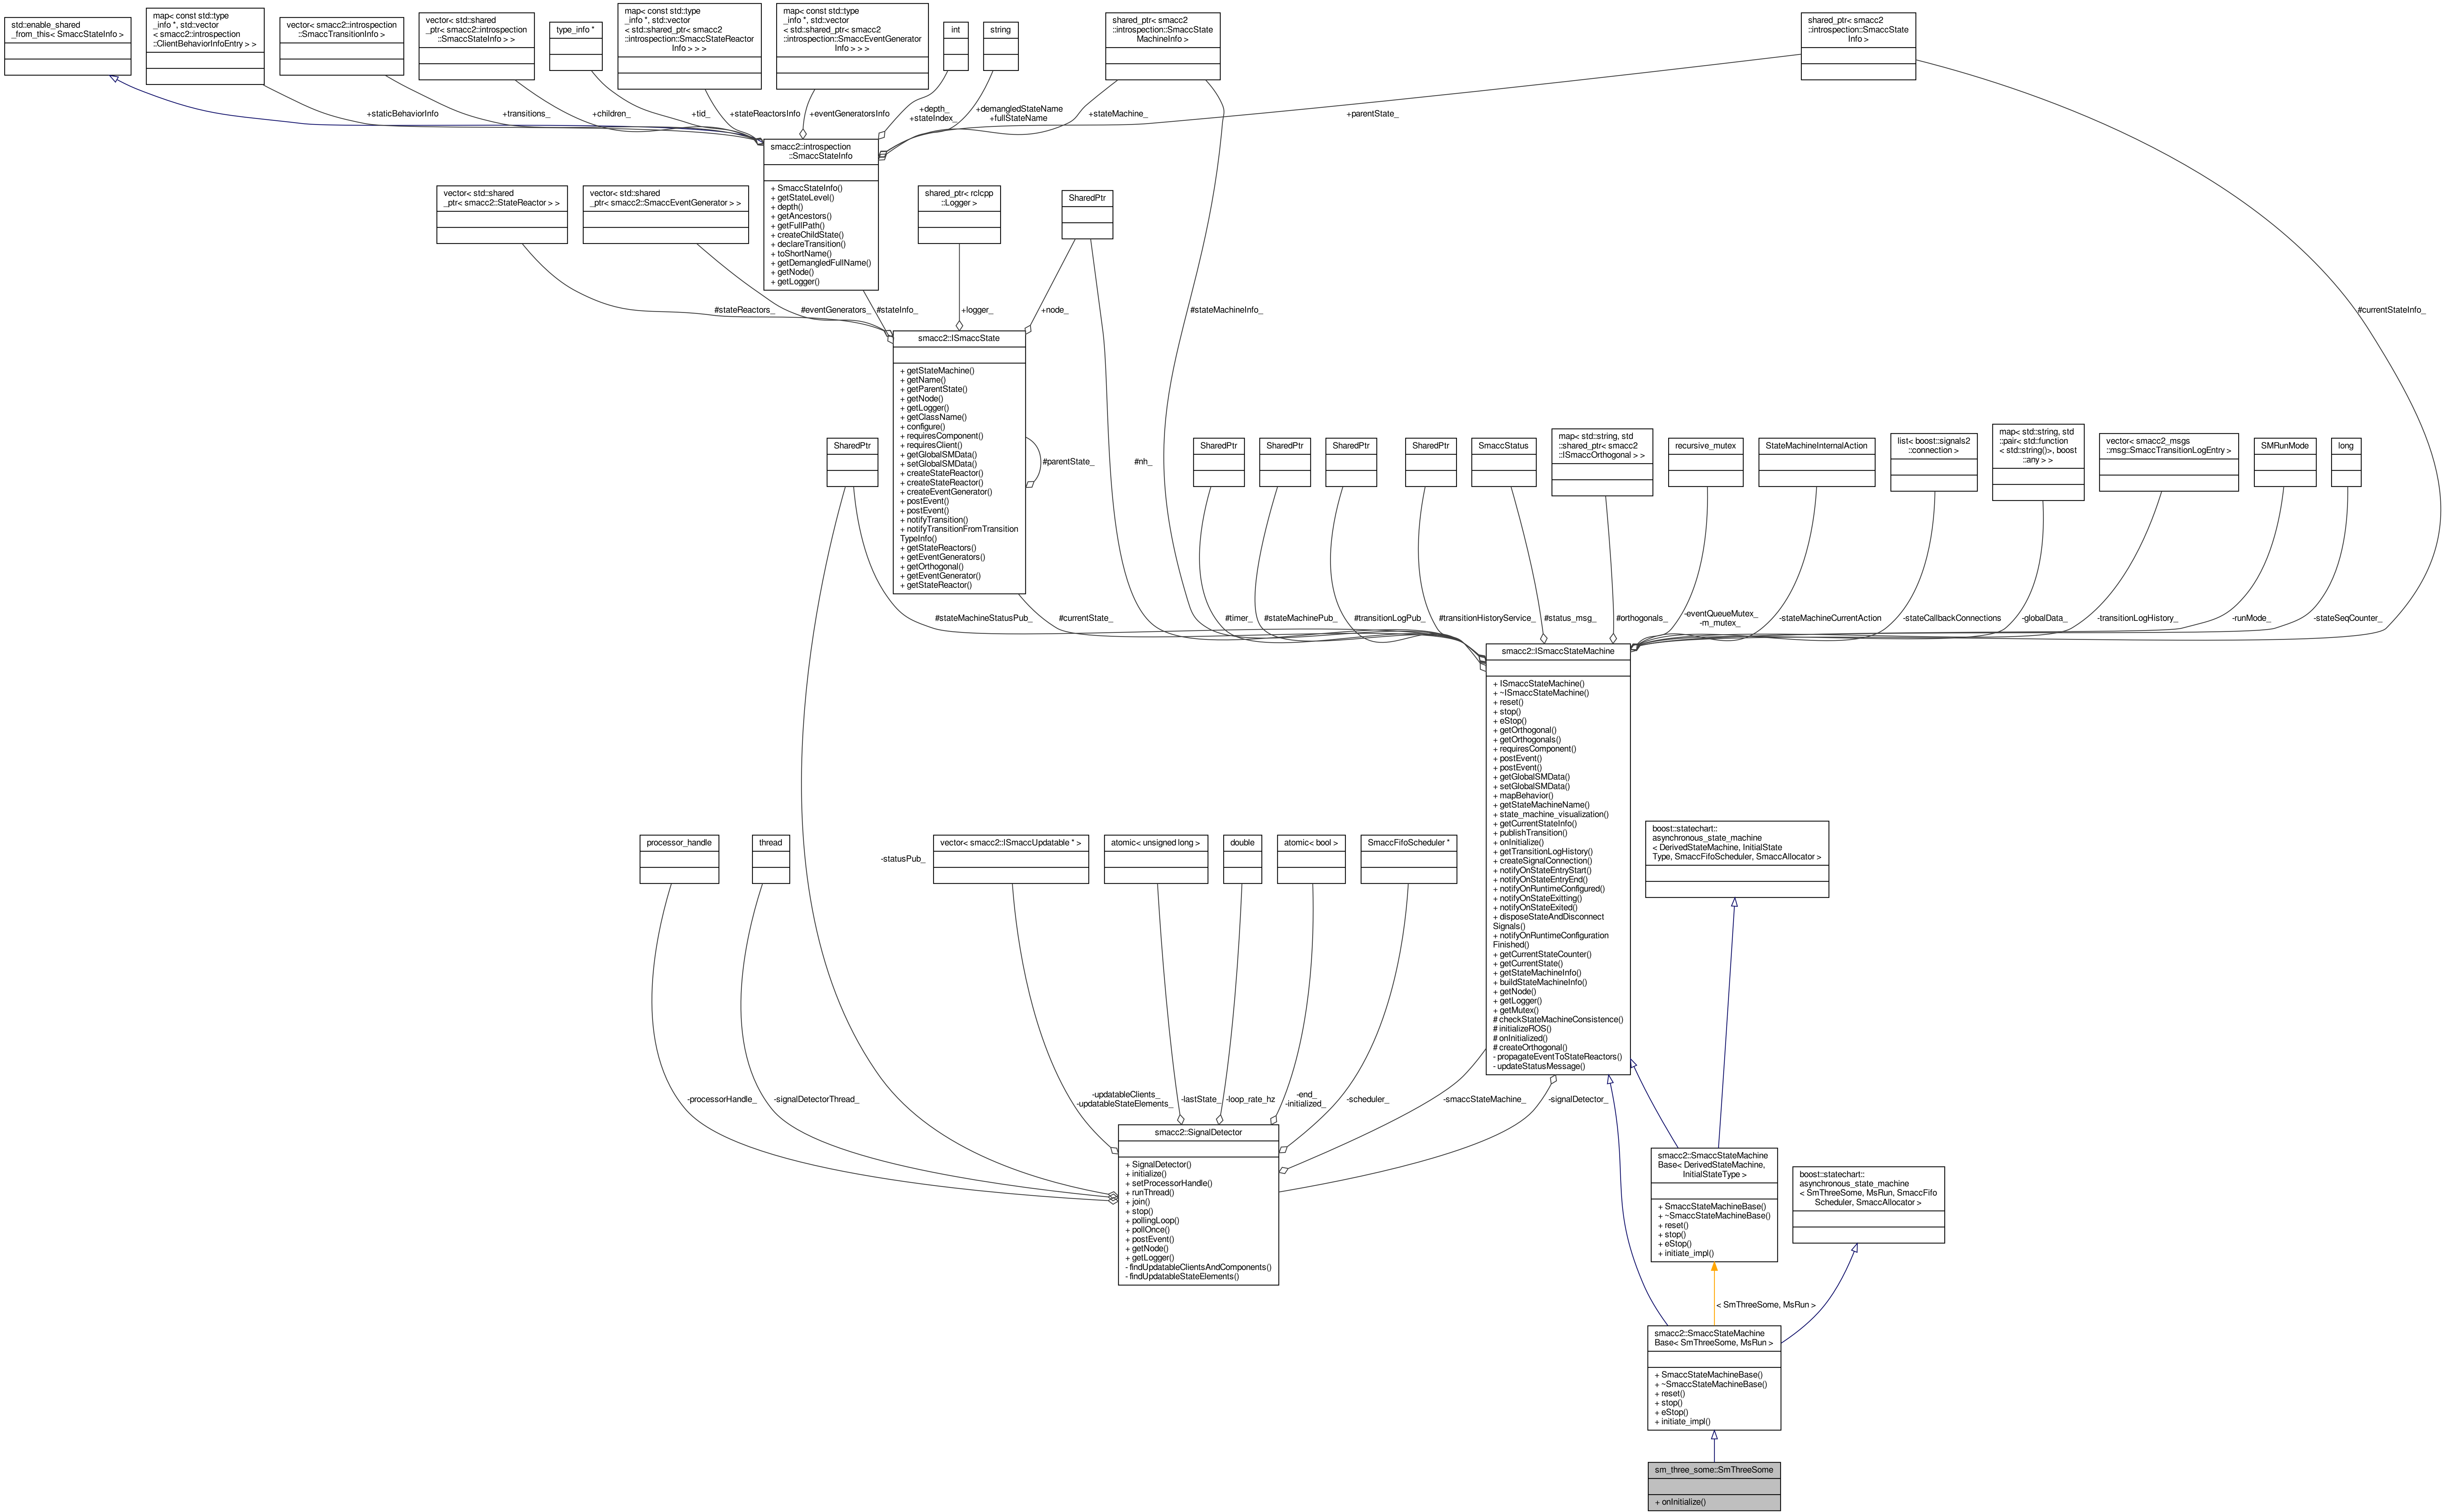 std::enable_shared
_from_this< SmaccStateInfo >
map< const std::type
_info *, std::vector
< smacc2::introspection
::ClientBehaviorInfoEntry > >
vector< smacc2::introspection
::SmaccTransitionInfo >
vector< std::shared
_ptr< smacc2::introspection
::SmaccStateInfo > >
type_info *
map< const std::type
_info *, std::vector
< std::shared_ptr< smacc2
::introspection::SmaccStateReactor
Info > > >
map< const std::type
_info *, std::vector
< std::shared_ptr< smacc2
::introspection::SmaccEventGenerator
Info > > >
int
string
shared_ptr< smacc2
::introspection::SmaccState
MachineInfo >
shared_ptr< smacc2
::introspection::SmaccState
Info >
+staticBehaviorInfo
+transitions_
+children_
+tid_
+stateReactorsInfo
+eventGeneratorsInfo
+depth_
+stateIndex_
+demangledStateName
+fullStateName
+stateMachine_
+parentState_
smacc2::introspection
::SmaccStateInfo
+ SmaccStateInfo()
+ getStateLevel()
+ depth()
+ getAncestors()
+ getFullPath()
+ createChildState()
+ declareTransition()
+ toShortName()
+ getDemangledFullName()
+ getNode()
+ getLogger()
vector< std::shared
_ptr< smacc2::StateReactor > >
vector< std::shared
_ptr< smacc2::SmaccEventGenerator > >
shared_ptr< rclcpp
::Logger >
SharedPtr
#stateReactors_
#eventGenerators_
#stateInfo_
+logger_
+node_
#stateMachineInfo_
#currentStateInfo_
smacc2::ISmaccState
+ getStateMachine()
+ getName()
+ getParentState()
+ getNode()
+ getLogger()
+ getClassName()
+ configure()
+ requiresComponent()
+ requiresClient()
+ getGlobalSMData()
+ setGlobalSMData()
+ createStateReactor()
+ createStateReactor()
+ createEventGenerator()
+ postEvent()
+ postEvent()
+ notifyTransition()
+ notifyTransitionFromTransition
TypeInfo()
+ getStateReactors()
+ getEventGenerators()
+ getOrthogonal()
+ getEventGenerator()
+ getStateReactor()
#parentState_
#nh_
SharedPtr
SharedPtr
SharedPtr
SharedPtr
SharedPtr
SmaccStatus
map< std::string, std
::shared_ptr< smacc2
::ISmaccOrthogonal > >
recursive_mutex
StateMachineInternalAction
list< boost::signals2
::connection >
map< std::string, std
::pair< std::function
< std::string()>, boost
::any > >
vector< smacc2_msgs
::msg::SmaccTransitionLogEntry >
SMRunMode
long
#stateMachineStatusPub_
#currentState_
#timer_
#stateMachinePub_
#transitionLogPub_
#transitionHistoryService_
#status_msg_
#orthogonals_
-eventQueueMutex_
-m_mutex_
-stateMachineCurrentAction
-stateCallbackConnections
-globalData_
-transitionLogHistory_
-runMode_
-stateSeqCounter_
smacc2::ISmaccStateMachine
+ ISmaccStateMachine()
+ ~ISmaccStateMachine()
+ reset()
+ stop()
+ eStop()
+ getOrthogonal()
+ getOrthogonals()
+ requiresComponent()
+ postEvent()
+ postEvent()
+ getGlobalSMData()
+ setGlobalSMData()
+ mapBehavior()
+ getStateMachineName()
+ state_machine_visualization()
+ getCurrentStateInfo()
+ publishTransition()
+ onInitialize()
+ getTransitionLogHistory()
+ createSignalConnection()
+ notifyOnStateEntryStart()
+ notifyOnStateEntryEnd()
+ notifyOnRuntimeConfigured()
+ notifyOnStateExitting()
+ notifyOnStateExited()
+ disposeStateAndDisconnect
Signals()
+ notifyOnRuntimeConfiguration
Finished()
+ getCurrentStateCounter()
+ getCurrentState()
+ getStateMachineInfo()
+ buildStateMachineInfo()
+ getNode()
+ getLogger()
+ getMutex()
# checkStateMachineConsistence()
# initializeROS()
# onInitialized()
# createOrthogonal()
- propagateEventToStateReactors()
- updateStatusMessage()
processor_handle
thread
-statusPub_
vector< smacc2::ISmaccUpdatable * >
atomic< unsigned long >
double
atomic< bool >
SmaccFifoScheduler *
boost::statechart::
asynchronous_state_machine
< DerivedStateMachine, InitialState
Type, SmaccFifoScheduler, SmaccAllocator >
-processorHandle_
-signalDetectorThread_
-updatableClients_
-updatableStateElements_
-lastState_
-loop_rate_hz
-end_
-initialized_
-scheduler_
-smaccStateMachine_
-signalDetector_
smacc2::SignalDetector
+ SignalDetector()
+ initialize()
+ setProcessorHandle()
+ runThread()
+ join()
+ stop()
+ pollingLoop()
+ pollOnce()
+ postEvent()
+ getNode()
+ getLogger()
- findUpdatableClientsAndComponents()
- findUpdatableStateElements()
smacc2::SmaccStateMachine
Base< DerivedStateMachine,
InitialStateType >
+ SmaccStateMachineBase()
+ ~SmaccStateMachineBase()
+ reset()
+ stop()
+ eStop()
+ initiate_impl()
boost::statechart::
asynchronous_state_machine
< SmThreeSome, MsRun, SmaccFifo
Scheduler, SmaccAllocator >
< SmThreeSome, MsRun >
smacc2::SmaccStateMachine
Base< SmThreeSome, MsRun >
+ SmaccStateMachineBase()
+ ~SmaccStateMachineBase()
+ reset()
+ stop()
+ eStop()
+ initiate_impl()
sm_three_some::SmThreeSome
+ onInitialize()